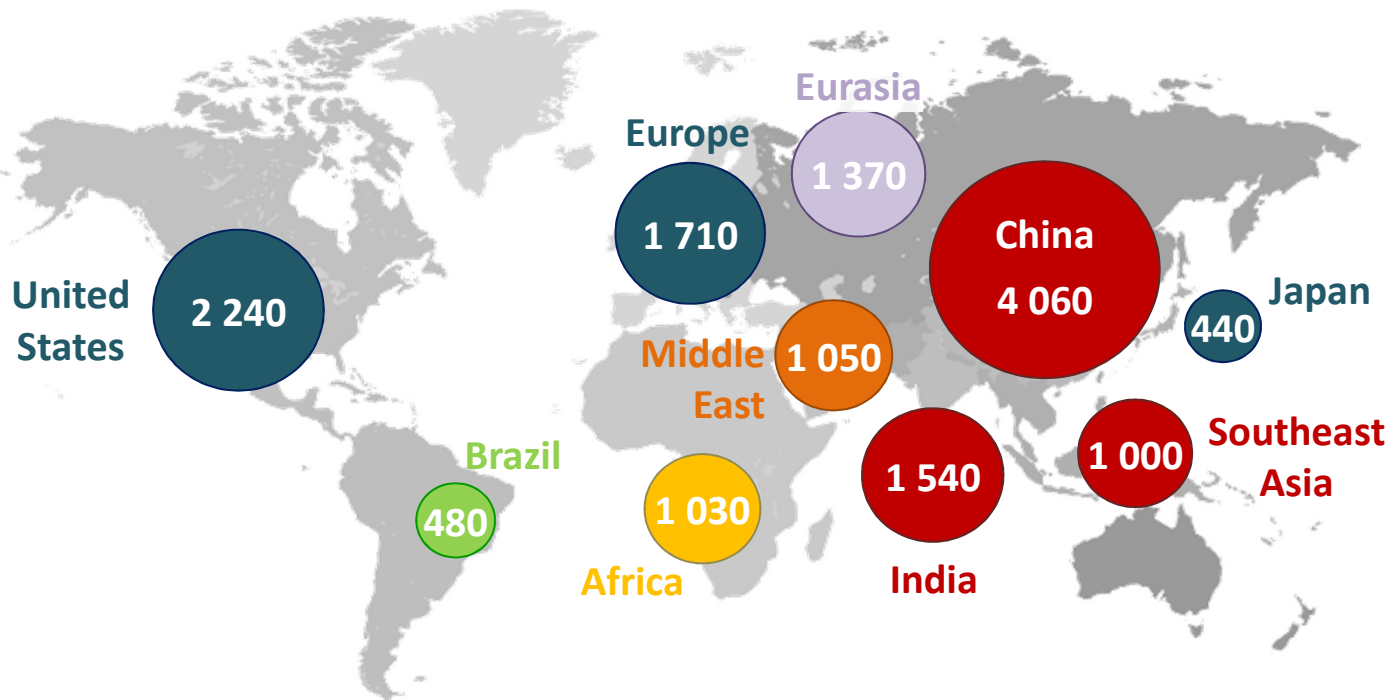 Eurasia
1 370
Europe
1 710
China
4 060
United
States
2 240
Japan
440
Middle
East
1 050
Brazil
480
Africa
1 030
India
1 540
Southeast
Asia
1 000